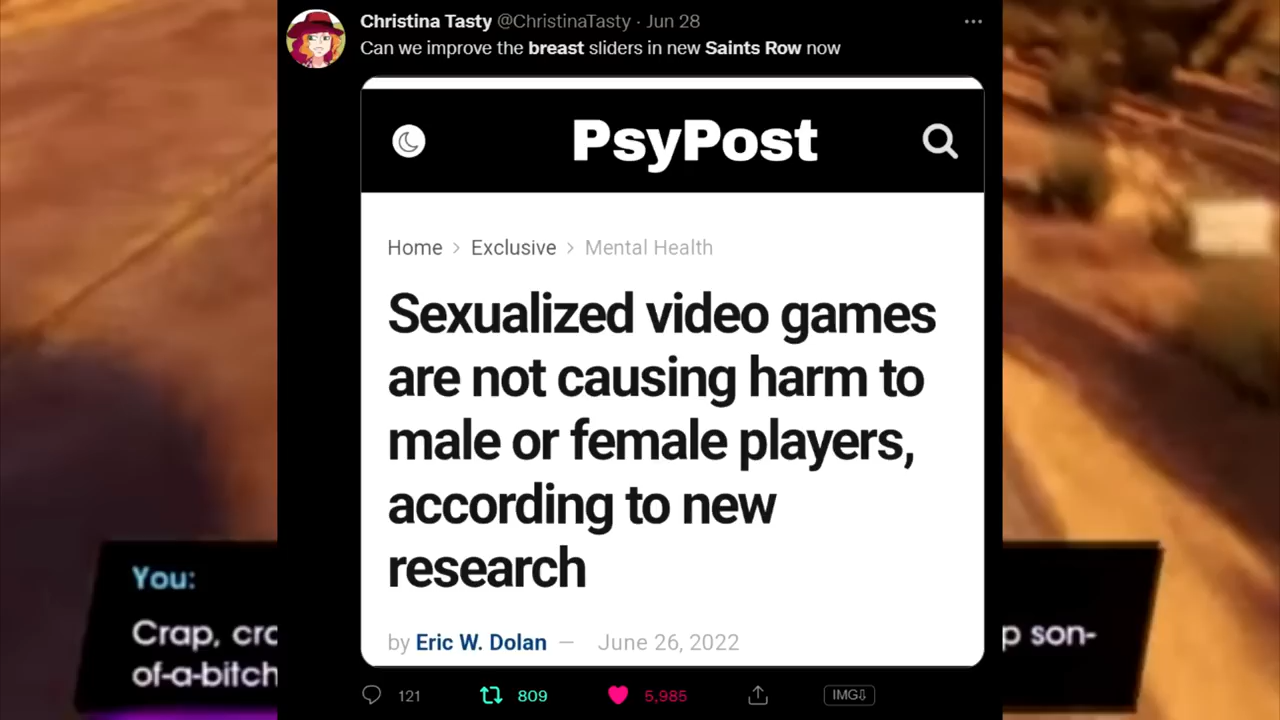 Christina Tasty @ChristinaTasty · Jun 28
Can we improve the breast sliders in new Saints Row now
PsyPost
Home > Exclusive > Mental Health
Sexualized video games
are not causing harm to
male or female players,
according to new
research
by Eric W. Dolan — June 26, 2022
121 809 5,985 IMG
You:
Crap, son-
of-a-bitch